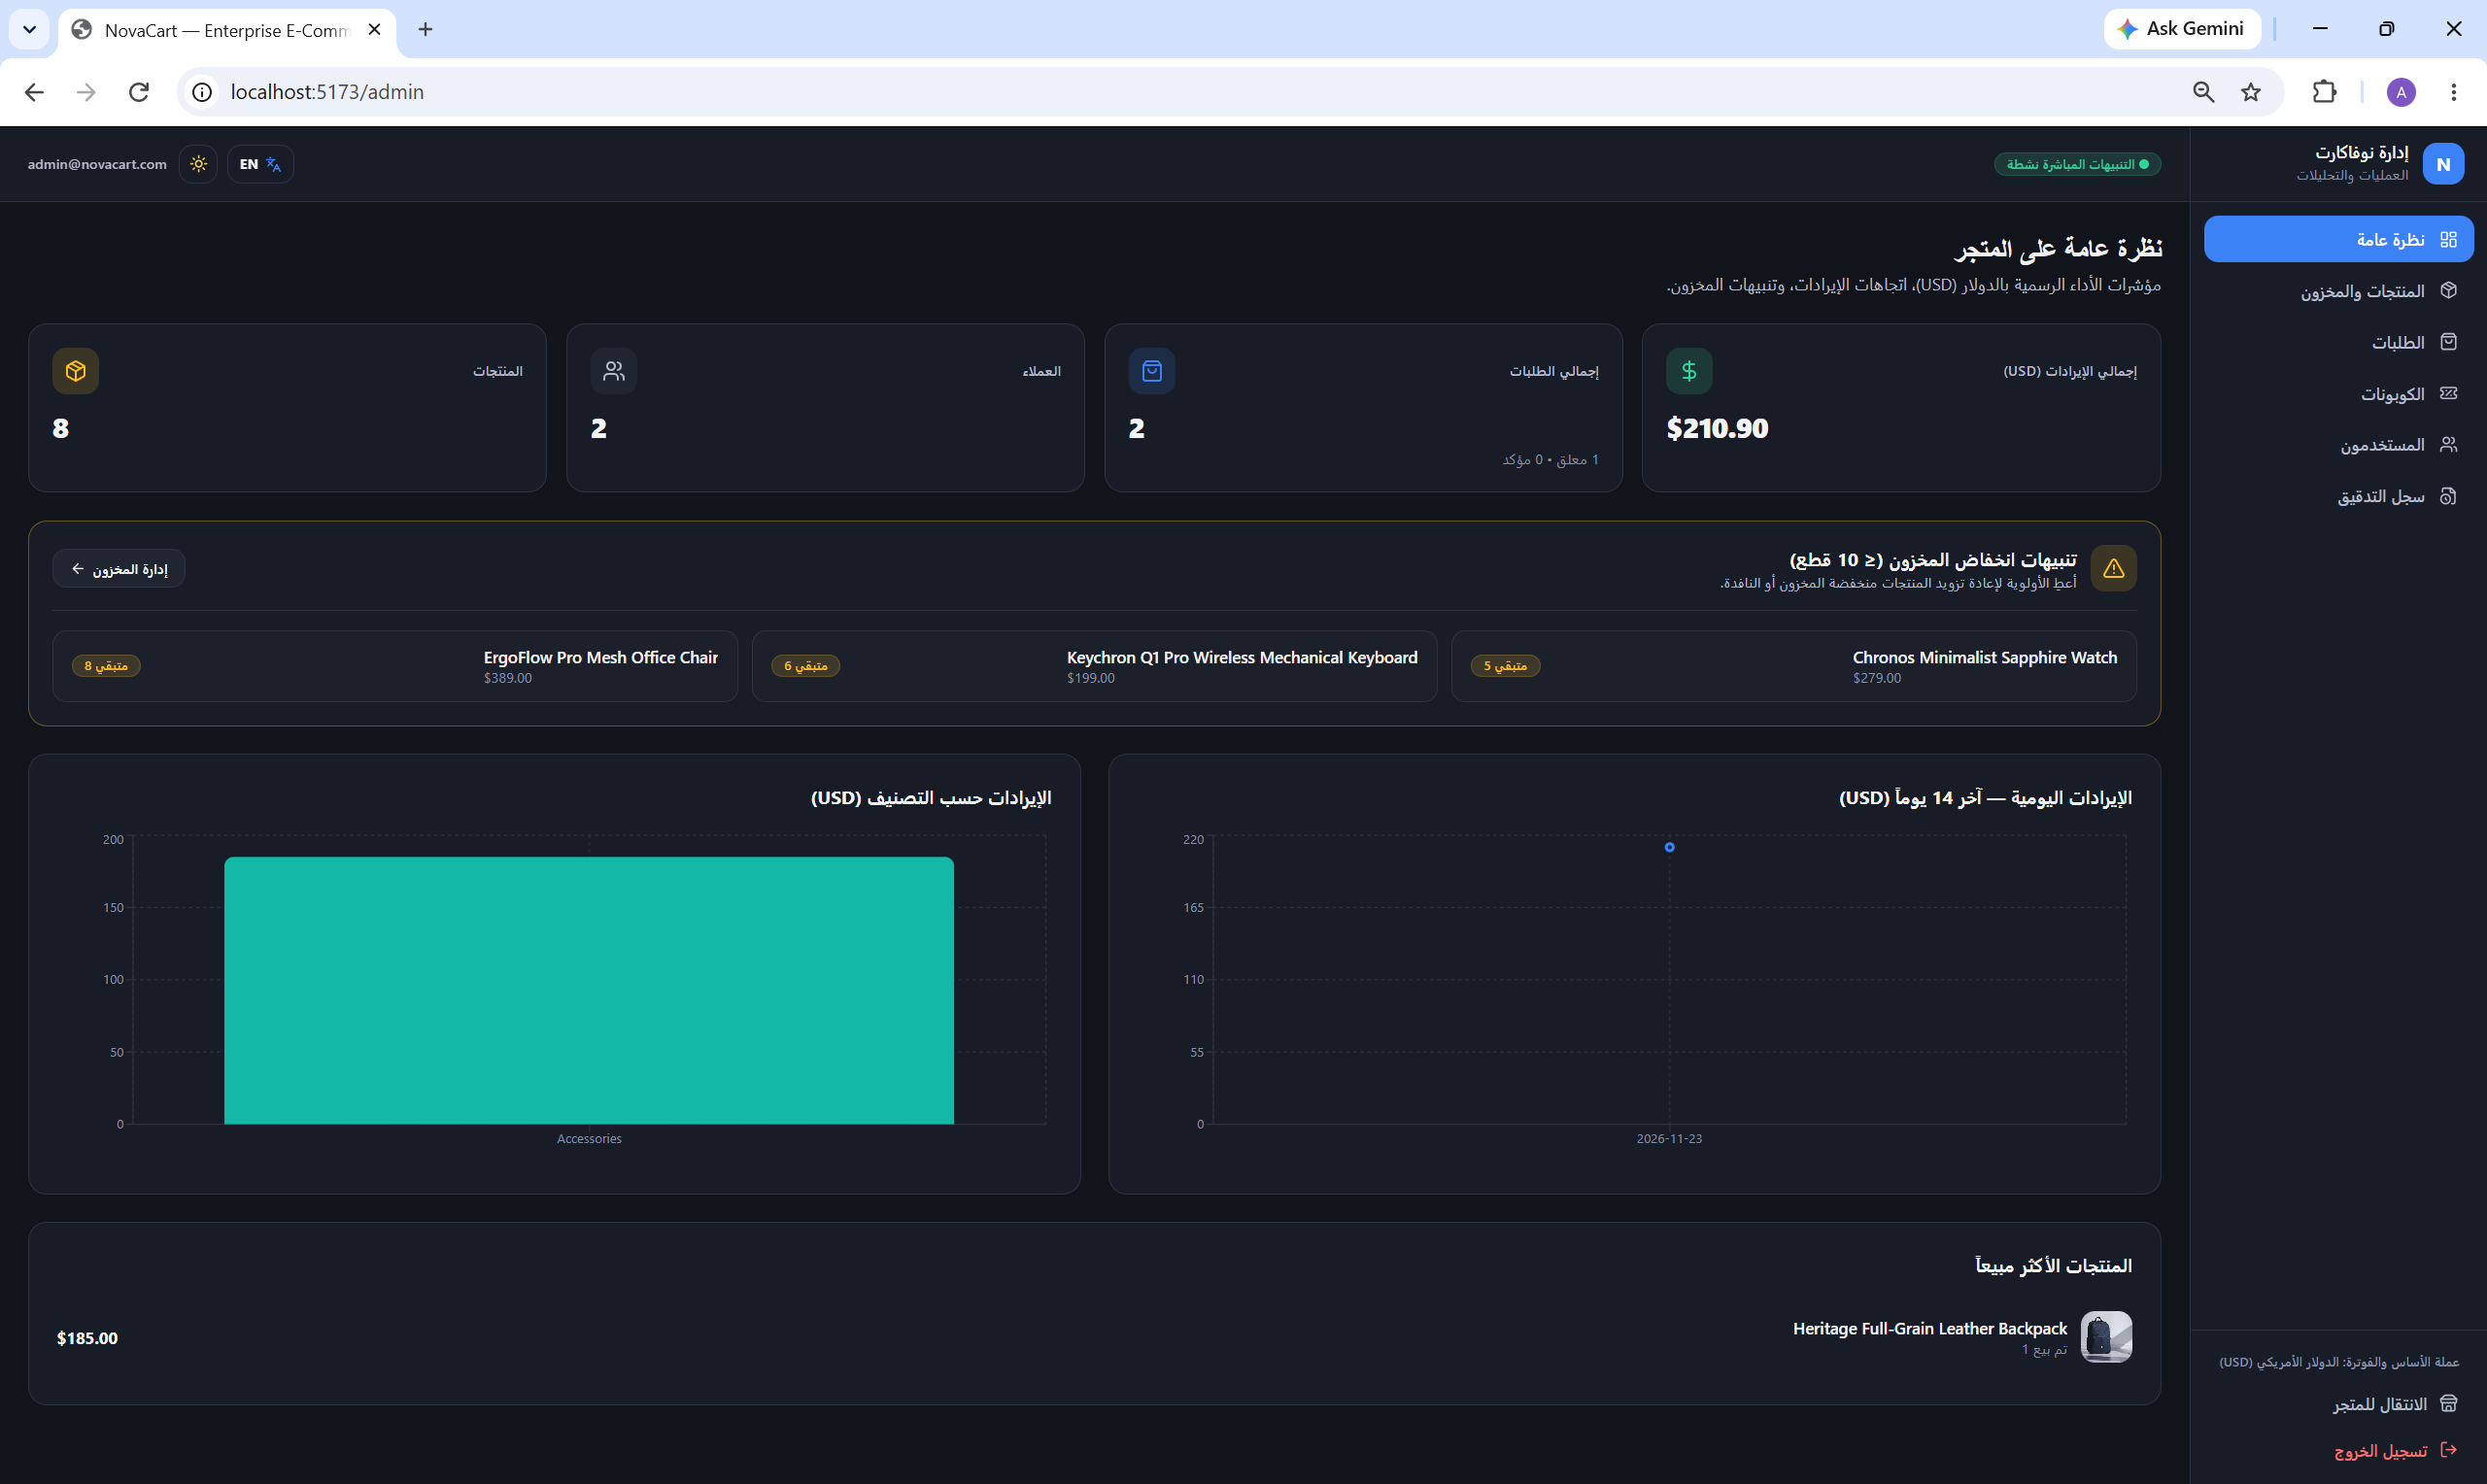 NovaCart — Enterprise E-Comm
Ask Gemini
localhost:5173/admin
A
N
إدارة نوفاكارت
العمليات والتحليلات
التنبيهات المباشرة نشطة
EN
admin@novacart.com
نظرة عامة
المنتجات والمخزون
الطلبات
الكوبونات
المستخدمون
سجل التدقيق
نظرة عامة على المتجر
مؤشرات الأداء الرسمية بالدولار (USD)، اتجاهات الإيرادات، وتنبيهات المخزون.
إجمالي الإيرادات (USD)
$210.90
إجمالي الطلبات
2
1 معلق • 0 مؤكد
العملاء
2
المنتجات
8
تنبيهات انخفاض المخزون (≤ 10 قطع)
أعطِ الأولوية لإعادة تزويد المنتجات منخفضة المخزون أو النافدة.
إدارة المخزون ←
Chronos Minimalist Sapphire Watch
$279.00
متبقي 5
Keychron Q1 Pro Wireless Mechanical Keyboard
$199.00
متبقي 6
ErgoFlow Pro Mesh Office Chair
$389.00
متبقي 8
الإيرادات اليومية — آخر 14 يوماً (USD)
220
165
110
55
0
2026-11-23
الإيرادات حسب التصنيف (USD)
200
150
100
50
0
Accessories
المنتجات الأكثر مبيعاً
Heritage Full-Grain Leather Backpack
تم بيع 1
$185.00
عملة الأساس والفوترة: الدولار الأمريكي (USD)
الانتقال للمتجر
تسجيل الخروج